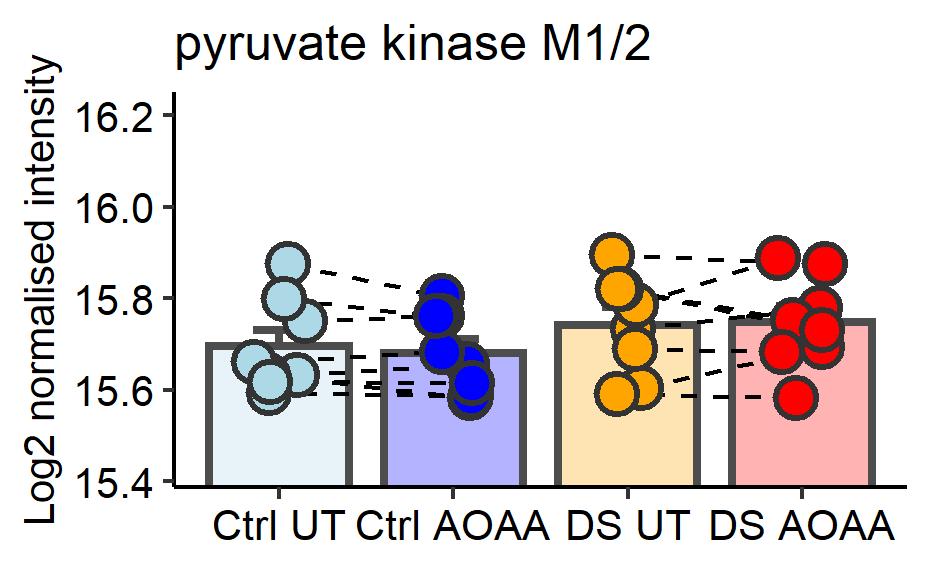 pyruvate kinase M1/2
Log2 normalised intensity
16.2
16.0
15.8
15.6
15.4
Ctrl UT Ctrl AOAA DS UT DS AOAA